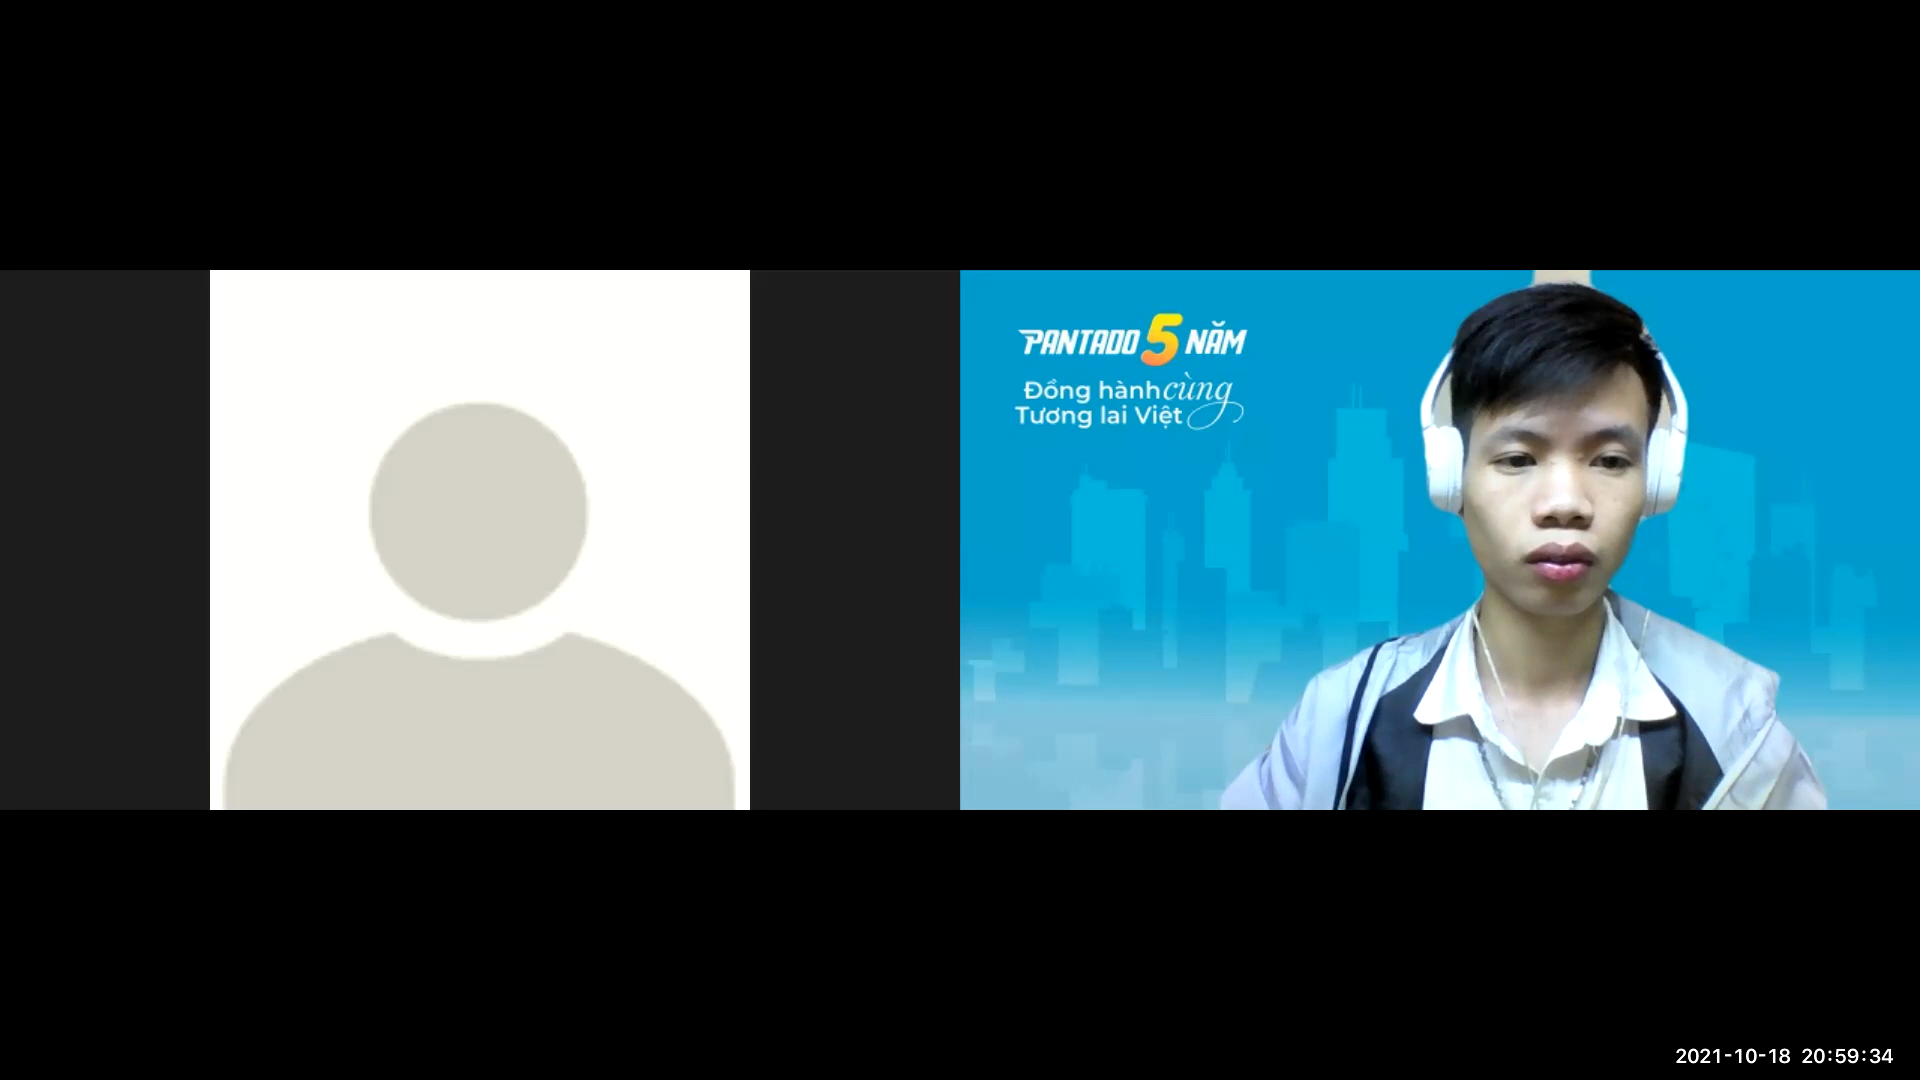 PANTADO 5 NĂM
Đồng hành cùng
Tương lai Việt
2021-10-18 20:59:34